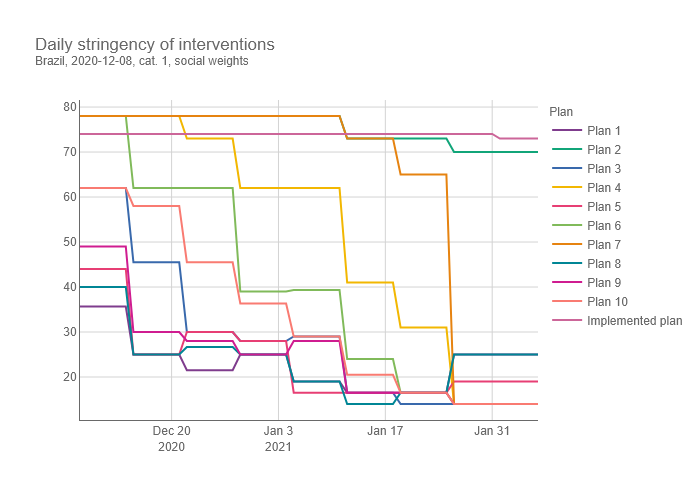 Daily stringency of interventions
Brazil, 2020-12-08, cat. 1, social weights
Plan
80
70
60
50
40
30
20
Plan 1
Plan 2
Plan 3
Plan 4
Plan 5
Plan 6
Plan 7
Plan 8
Plan 9
Plan 10
Implemented plan
Dec 20 Jan 3 Jan 17 Jan 31
2020 2021